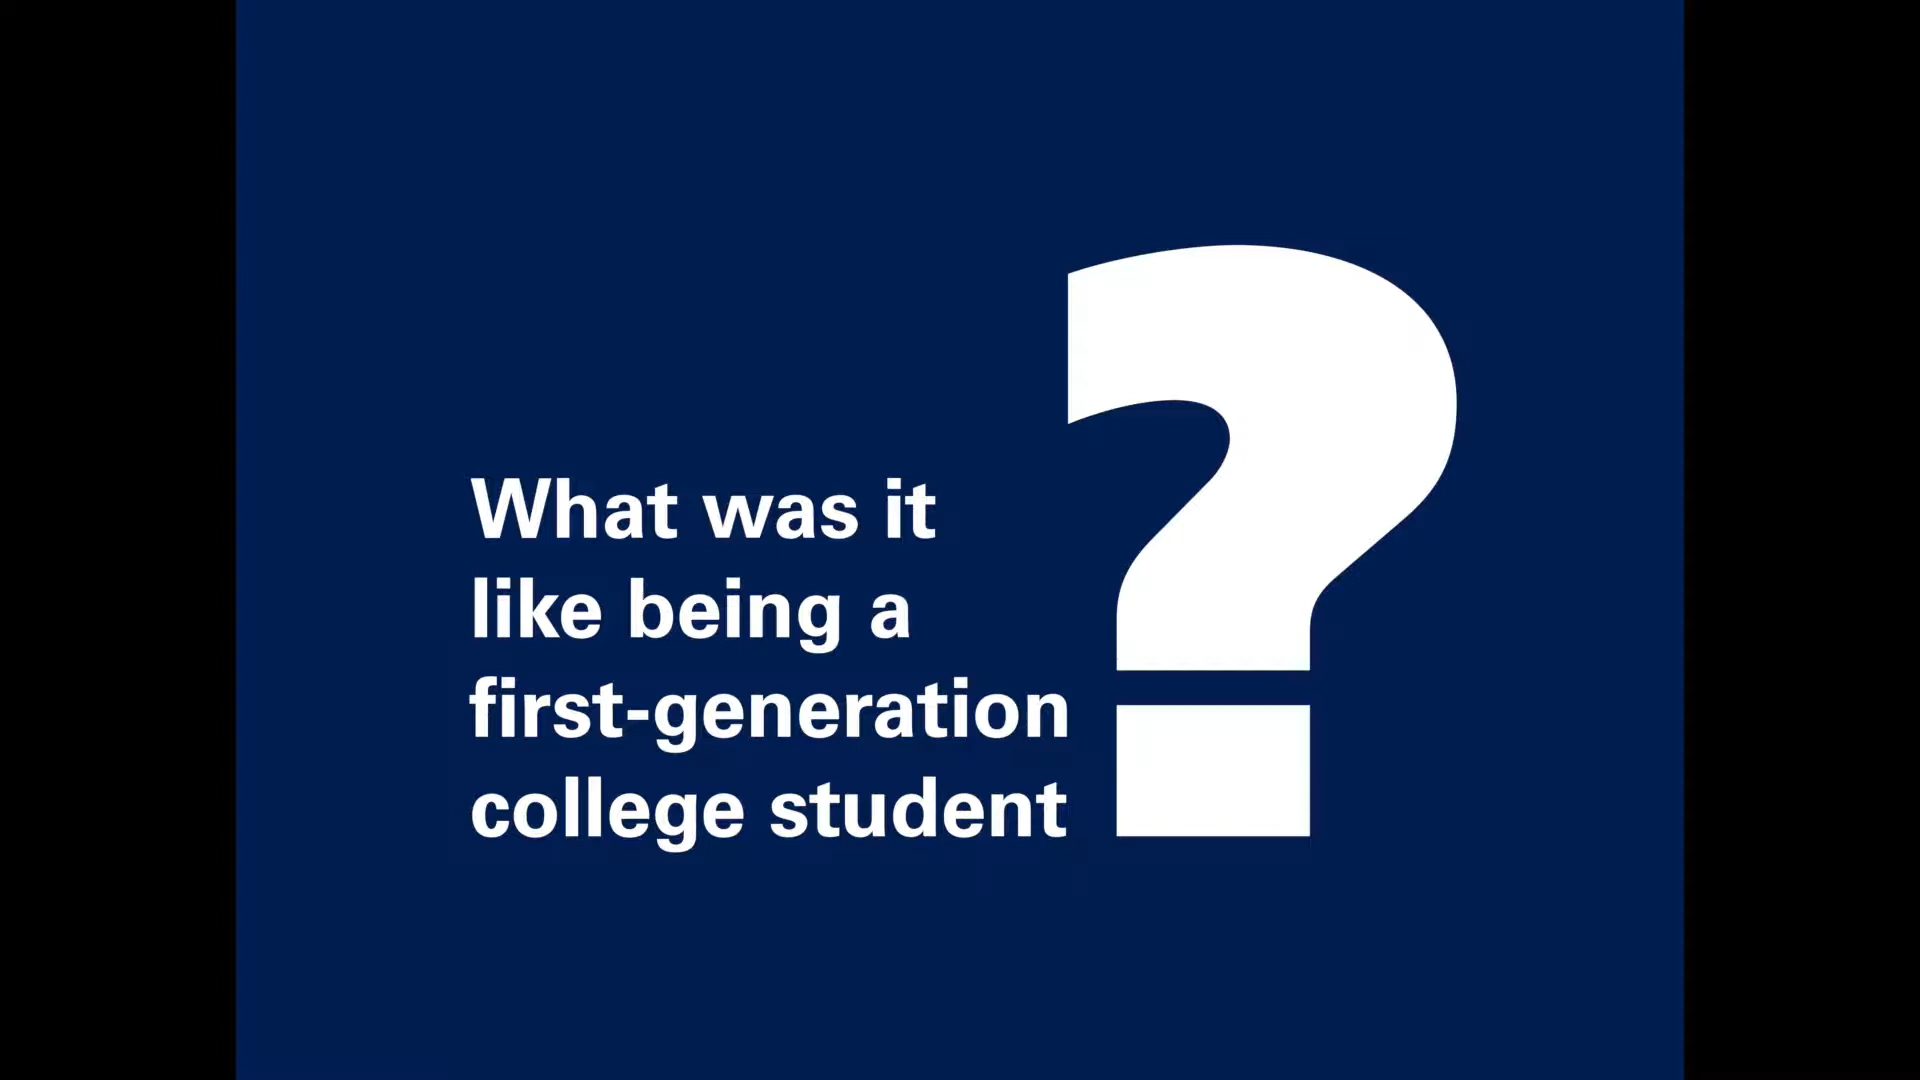 What was it
like being a
first-generation
college student?